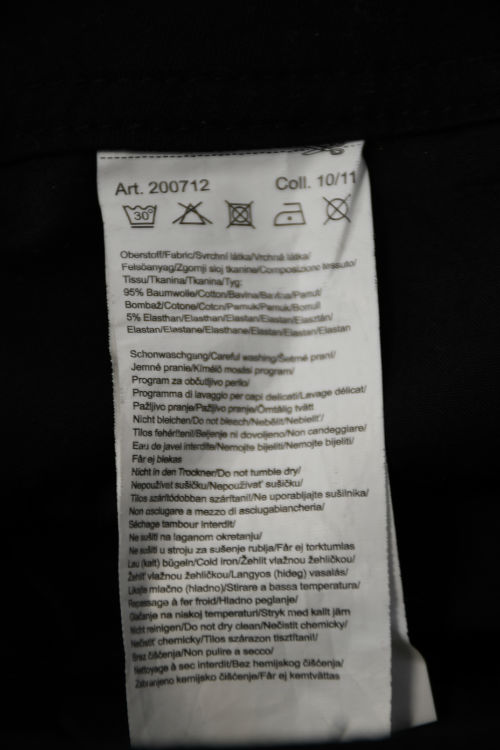 Art. 200712 Coll. 10/11
30°
Oberstoff/Fabric/Svrchní látka/Vrchná látka/
Felsőanyag/Zgornji sloj tkanine/Composizione tessuto/
Tissu/Tkanina/Tkanina/Tyg:
95% Baumwolle/Cotton/Bavlna/Bavlna/Pamut/
Bombaž/Cotone/Coton/Pamuk/Pamuk/Bomull
5% Elasthan/Elasthan/Elastan/Elastan/Elasztán/
Elastan/Elastane/Elasthane/Elastan/Elastan/Elastan
Schonwaschgung/Careful washing/Šetrné praní/
Jemné pranie/Kímélő mosási program/
Program za občutljivo perilo/
Programma di lavaggio per capi delicati/Lavage délicat/
Pažljivo pranje/Pažljivo pranje/Ömtålig tvätt
Nicht bleichen/Do not bleach/Nebělit/Nebieliť/
Tilos fehéríteni!/Beljenje ni dovoljeno/Non candeggiare/
Eau de javel interdite/Nemojte bijeliti/Nemojte bijeliti/
Får ej blekas
Nicht in den Trockner/Do not tumble dry/
Nepoužívat sušičku/Nepoužívať sušičku/
Tilos szárítódobban szárítani!/Ne uporabljajte sušilnika/
Non asciugare a mezzo di asciugabiancheria/
Séchage tambour interdit/
Ne sušiti na laganom okretanju/
Ne sušiti u stroju za sušenje rublja/Får ej torktumlas
Lau (kalt) bügeln/Cold iron/Žehlit vlažnou žehličkou/
Žehliť vlažnou žehličkou/Langyos (hideg) vasalás/
Likajte mlačno (hladno)/Stirare a bassa temperatura/
Repassage à fer froid/Hladno peglanje/
Glačanje na niskoj temperaturi/Stryk med kallt järn
Nicht reinigen/Do not dry clean/Nečistit chemicky/
Nečistiť chemicky/Tilos szárazon tisztítani!/
Brez čiščenja/Non pulire a secco/
Nettoyage à sec interdit/Bez hemijskog čišćenja/
Zabranjeno kemijsko čišćenje/Får ej kemtvättas